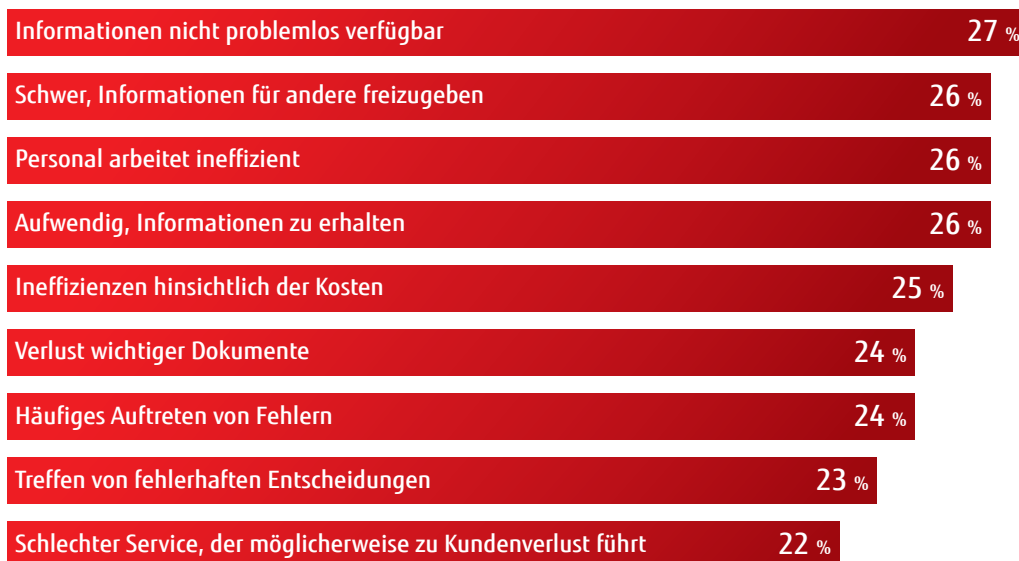 Informationen nicht problemlos verfügbar 27 %
Schwer, Informationen für andere freizugeben 26 %
Personal arbeitet ineffizient 26 %
Aufwendig, Informationen zu erhalten 26 %
Ineffizienzen hinsichtlich der Kosten 25 %
Verlust wichtiger Dokumente 24 %
Häufiges Auftreten von Fehlern 24 %
Treffen von fehlerhaften Entscheidungen 23 %
Schlechter Service, der möglicherweise zu Kundenverlust führt 22 %